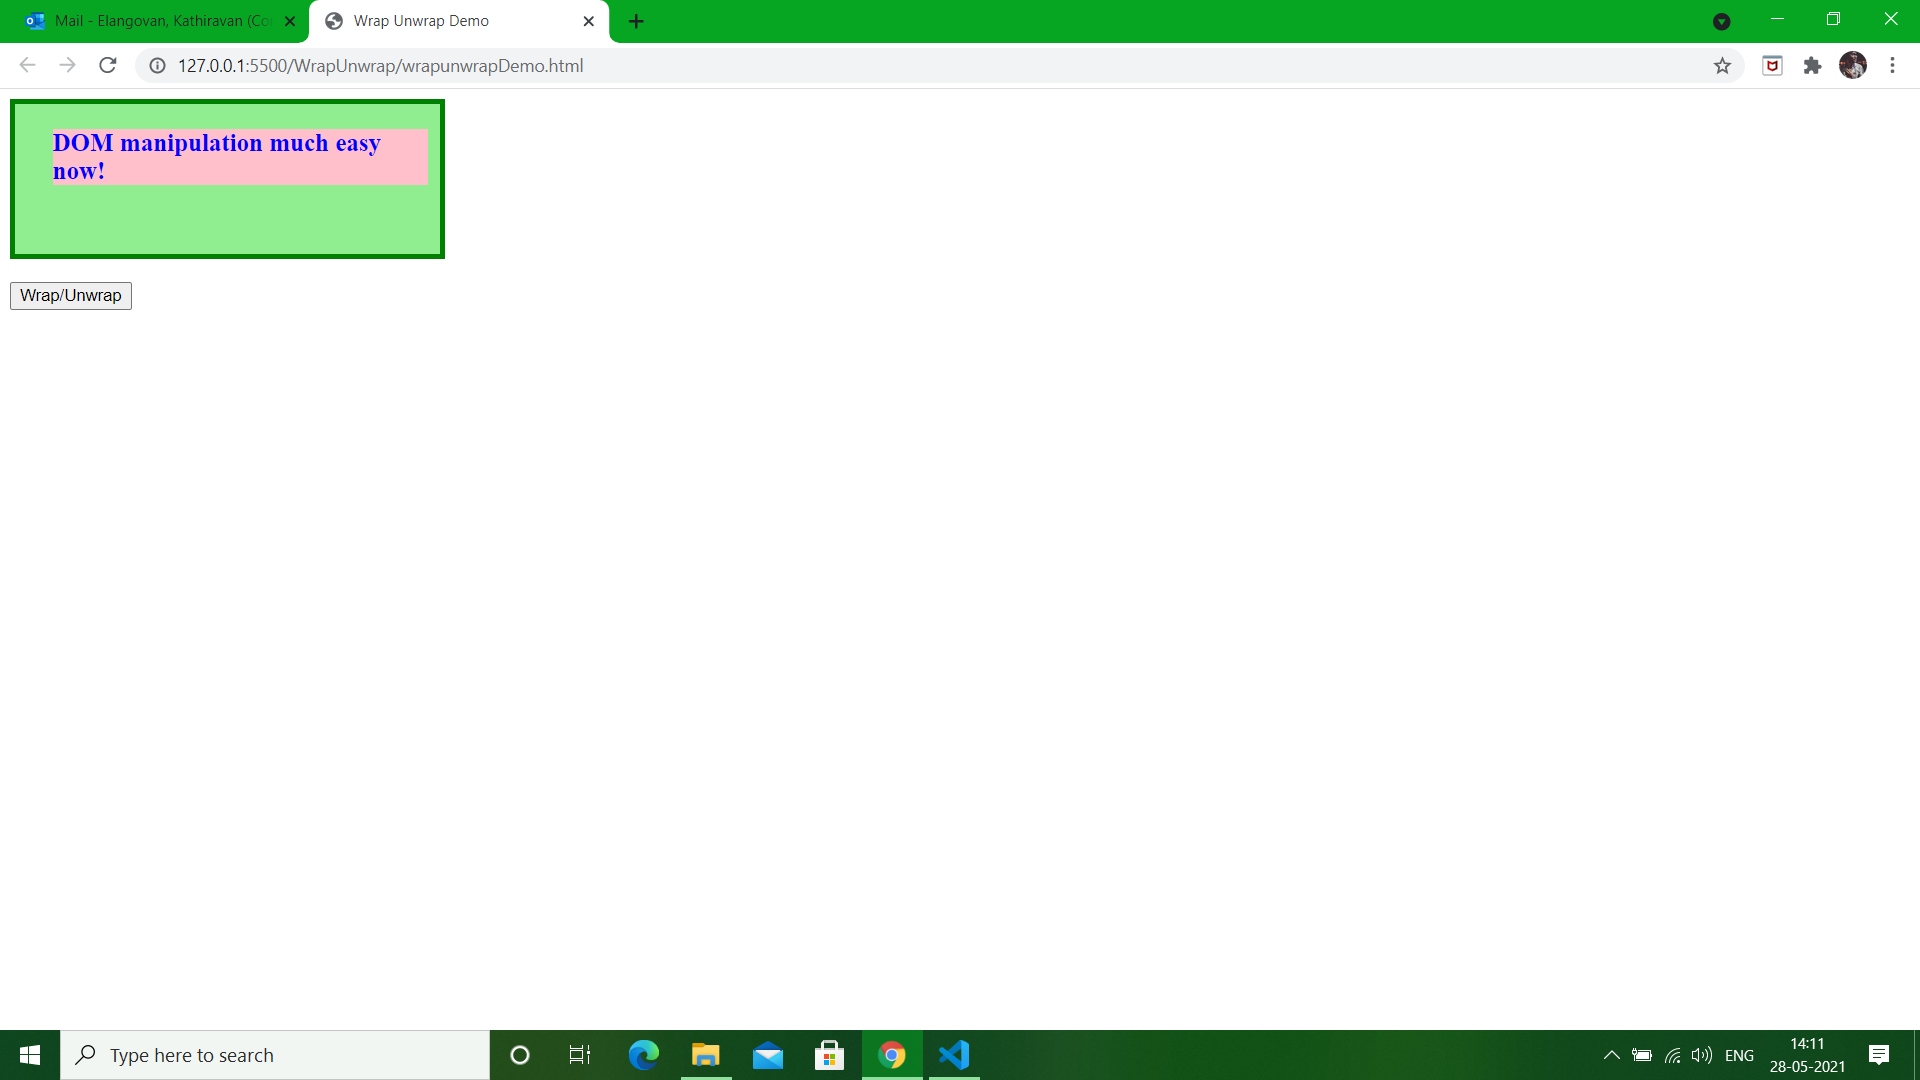 Mail - Elangovan, Kathiravan (Co
Wrap Unwrap Demo
127.0.0.1:5500/WrapUnwrap/wrapunwrapDemo.html
DOM manipulation much easy
now!
Wrap/Unwrap
Type here to search
ENG
14:11
28-05-2021